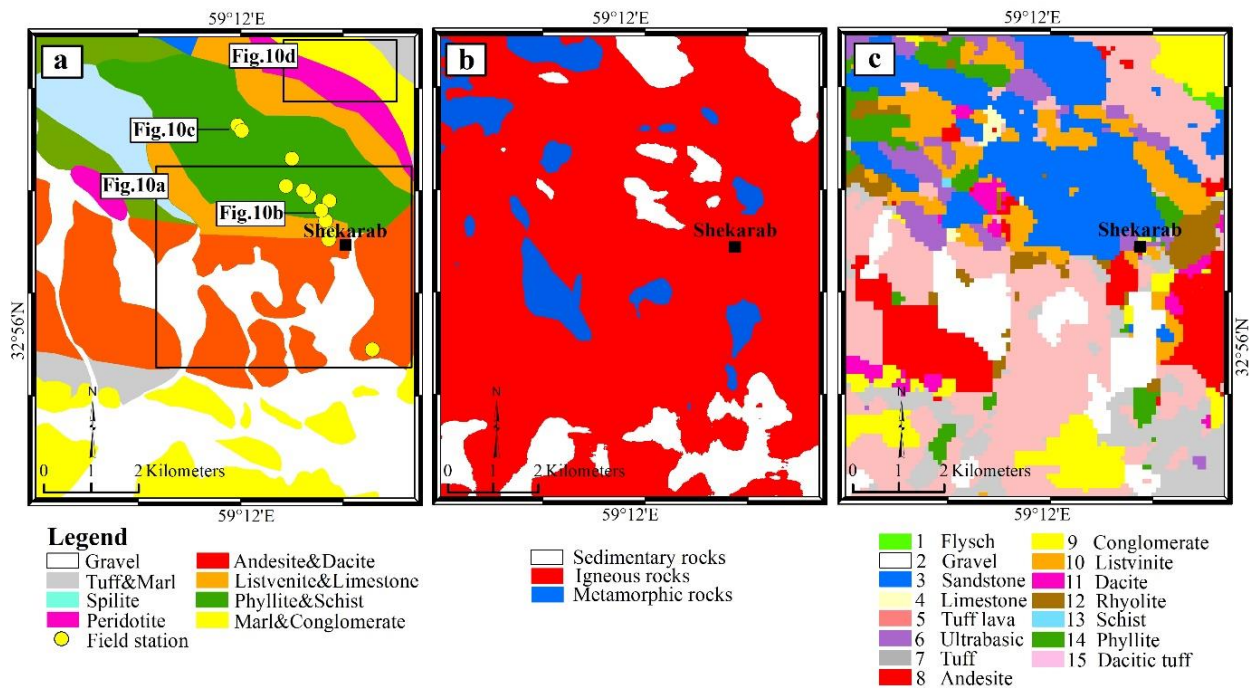 59°12'E
59°12'E
a
Fig.10d
Fig.10c
Fig.10a
Fig.10b
Shekarab
32°56'N
N
0 1 2 Kilometers
59°12'E
b
Shekarab
N
0 1 2 Kilometers
59°12'E
c
Shekarab
32°56'N
N
0 1 2 Kilometers
59°12'E
Legend
Gravel
Tuff&Marl
Spilite
Peridotite
Field station
Andesite&Dacite
Listvenite&Limestone
Phyllite&Schist
Marl&Conglomerate
Sedimentary rocks
Igneous rocks
Metamorphic rocks
1 Flysch
2 Gravel
3 Sandstone
4 Limestone
5 Tuff lava
6 Ultrabasic
7 Tuff
8 Andesite
9 Conglomerate
10 Listvinite
11 Dacite
12 Rhyolite
13 Schist
14 Phyllite
15 Dacitic tuff